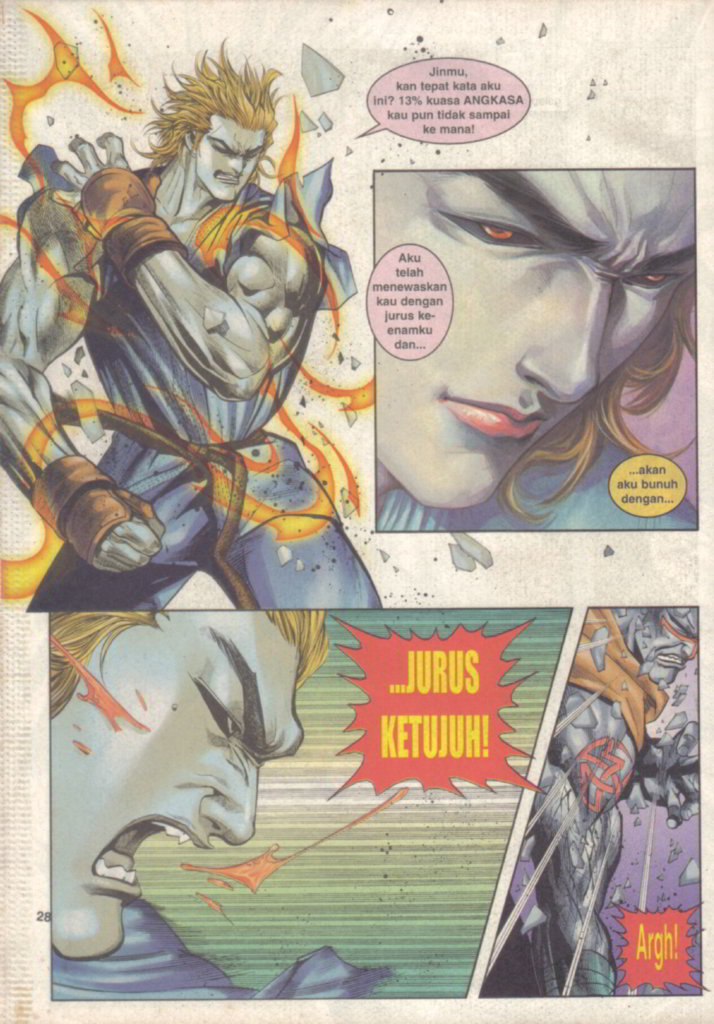 Jinmu,
kan tepat kata aku
ini? 13% kuasa ANGKASA
kau pun tidak sampai
ke mana!
Aku
telah
menewaskan
kau dengan
jurus ke-
enamku
dan...
...akan
aku bunuh
dengan...
...JURUS
KETUJUH!
Argh!
28